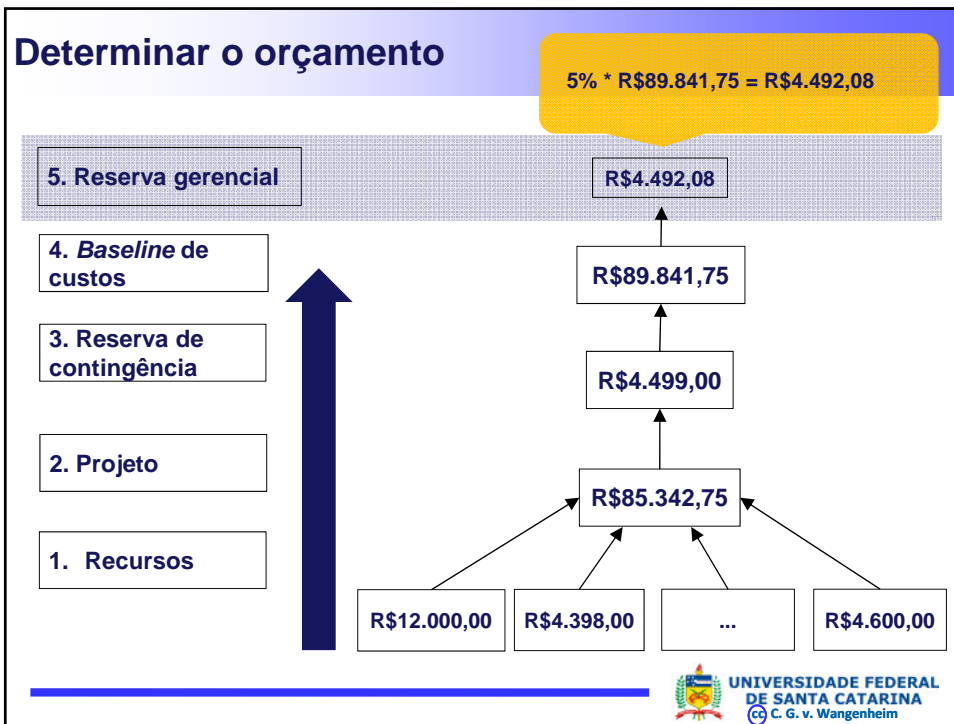 Determinar o orçamento
5% * R$89.841,75 = R$4.492,08
5. Reserva gerencial
R$4.492,08
4. Baseline de
custos
R$89.841,75
3. Reserva de
contingência
R$4.499,00
2. Projeto
R$85.342,75
1. Recursos
R$12.000,00
R$4.398,00
...
R$4.600,00
UNIVERSIDADE FEDERAL
DE SANTA CATARINA
cc C. G. v. Wangenheim